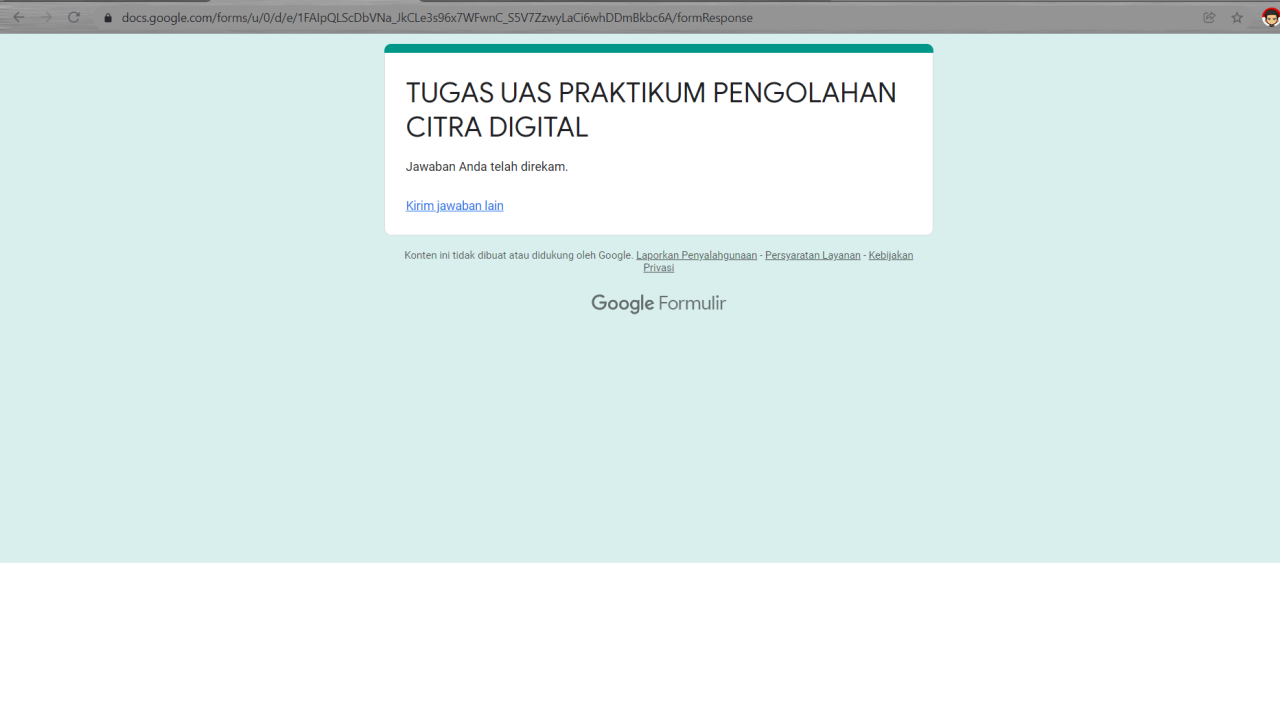 docs.google.com/forms/u/0/d/e/1FAIpQLScDbVNa_JkCLe3s96x7WFwnC_S5V7ZzwyLaCi6whDDmBkbc6A/formResponse
TUGAS UAS PRAKTIKUM PENGOLAHAN
CITRA DIGITAL
Jawaban Anda telah direkam.
Kirim jawaban lain
Konten ini tidak dibuat atau didukung oleh Google. Laporkan Penyalahgunaan - Persyaratan Layanan - Kebijakan
Privasi
Google Formulir